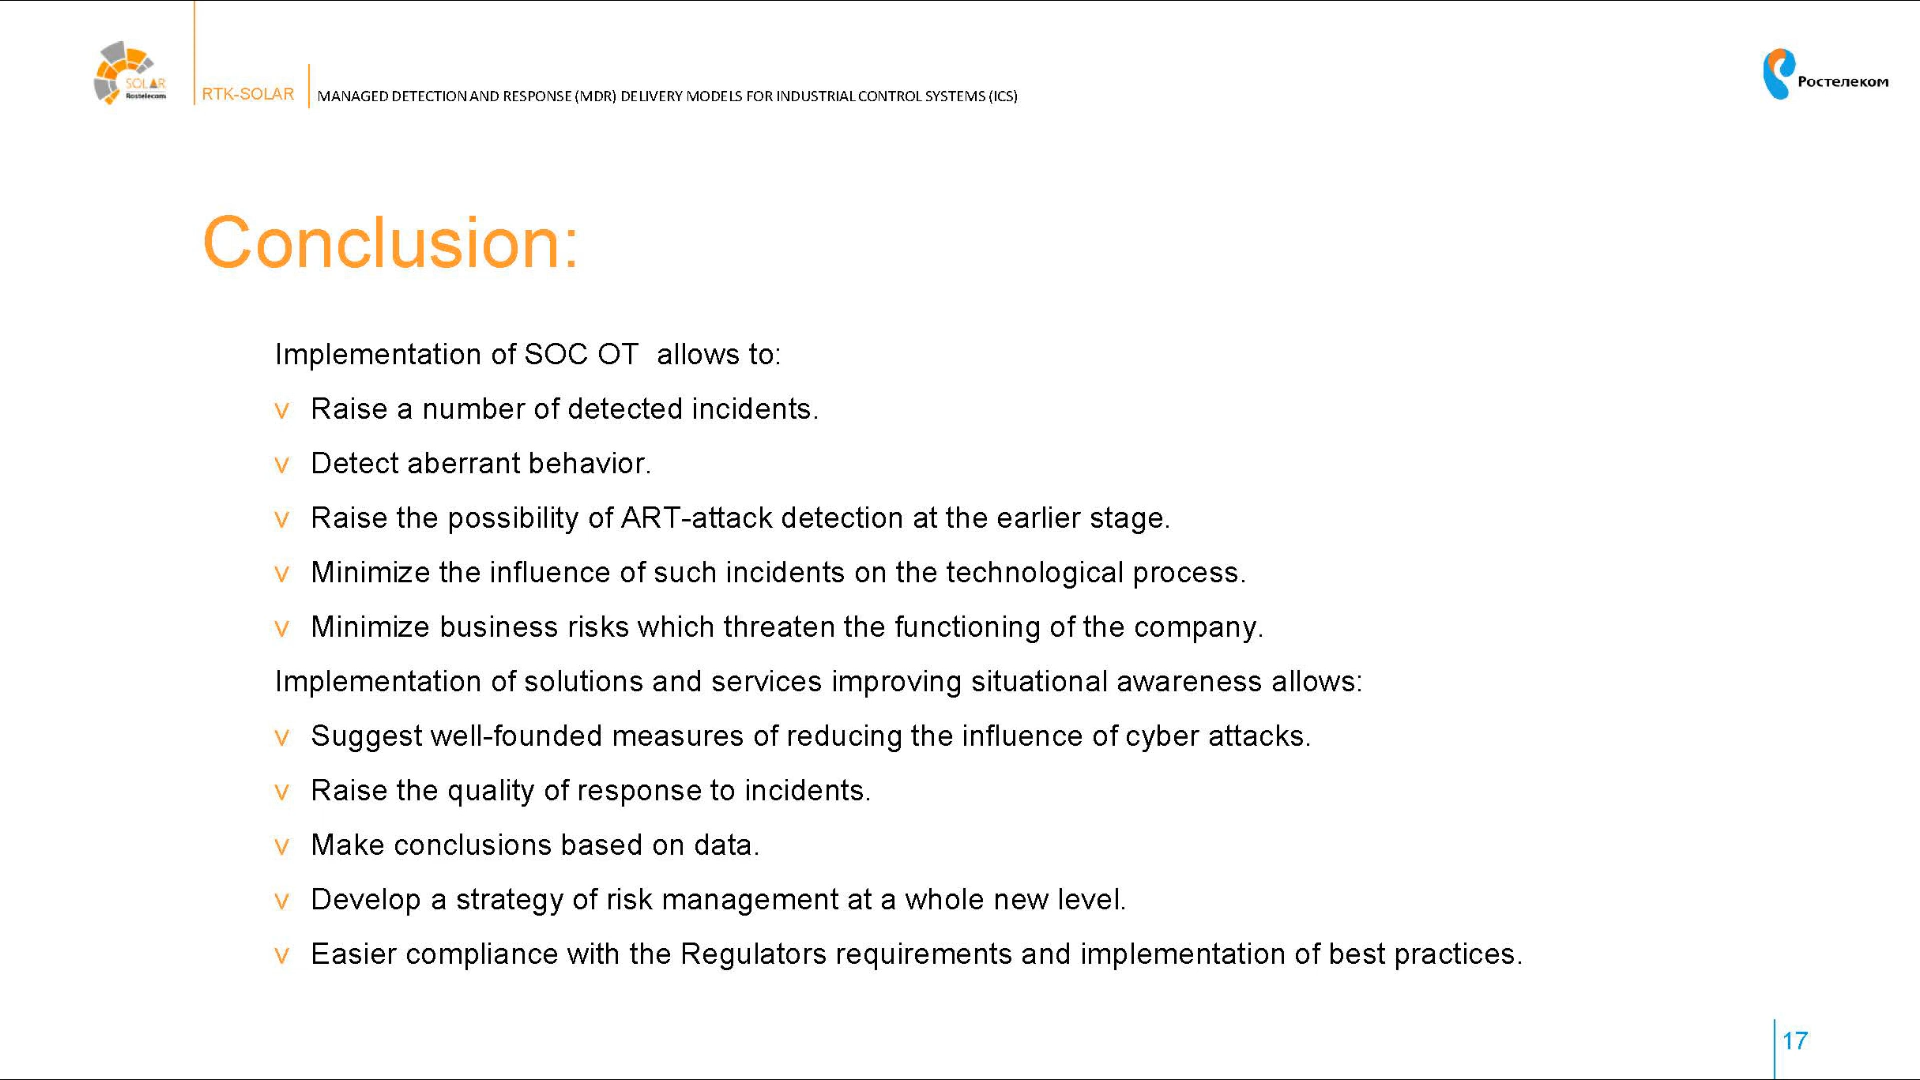 SOLAR
Rostelecom
RTK-SOLAR
MANAGED DETECTION AND RESPONSE (MDR) DELIVERY MODELS FOR INDUSTRIAL CONTROL SYSTEMS (ICS)
Ростелеком
Conclusion:
Implementation of SOC OT  allows to:
v Raise a number of detected incidents.
v Detect aberrant behavior.
v Raise the possibility of ART-attack detection at the earlier stage.
v Minimize the influence of such incidents on the technological process.
v Minimize business risks which threaten the functioning of the company.
Implementation of solutions and services improving situational awareness allows:
v Suggest well-founded measures of reducing the influence of cyber attacks.
v Raise the quality of response to incidents.
v Make conclusions based on data.
v Develop a strategy of risk management at a whole new level.
v Easier compliance with the Regulators requirements and implementation of best practices.
17